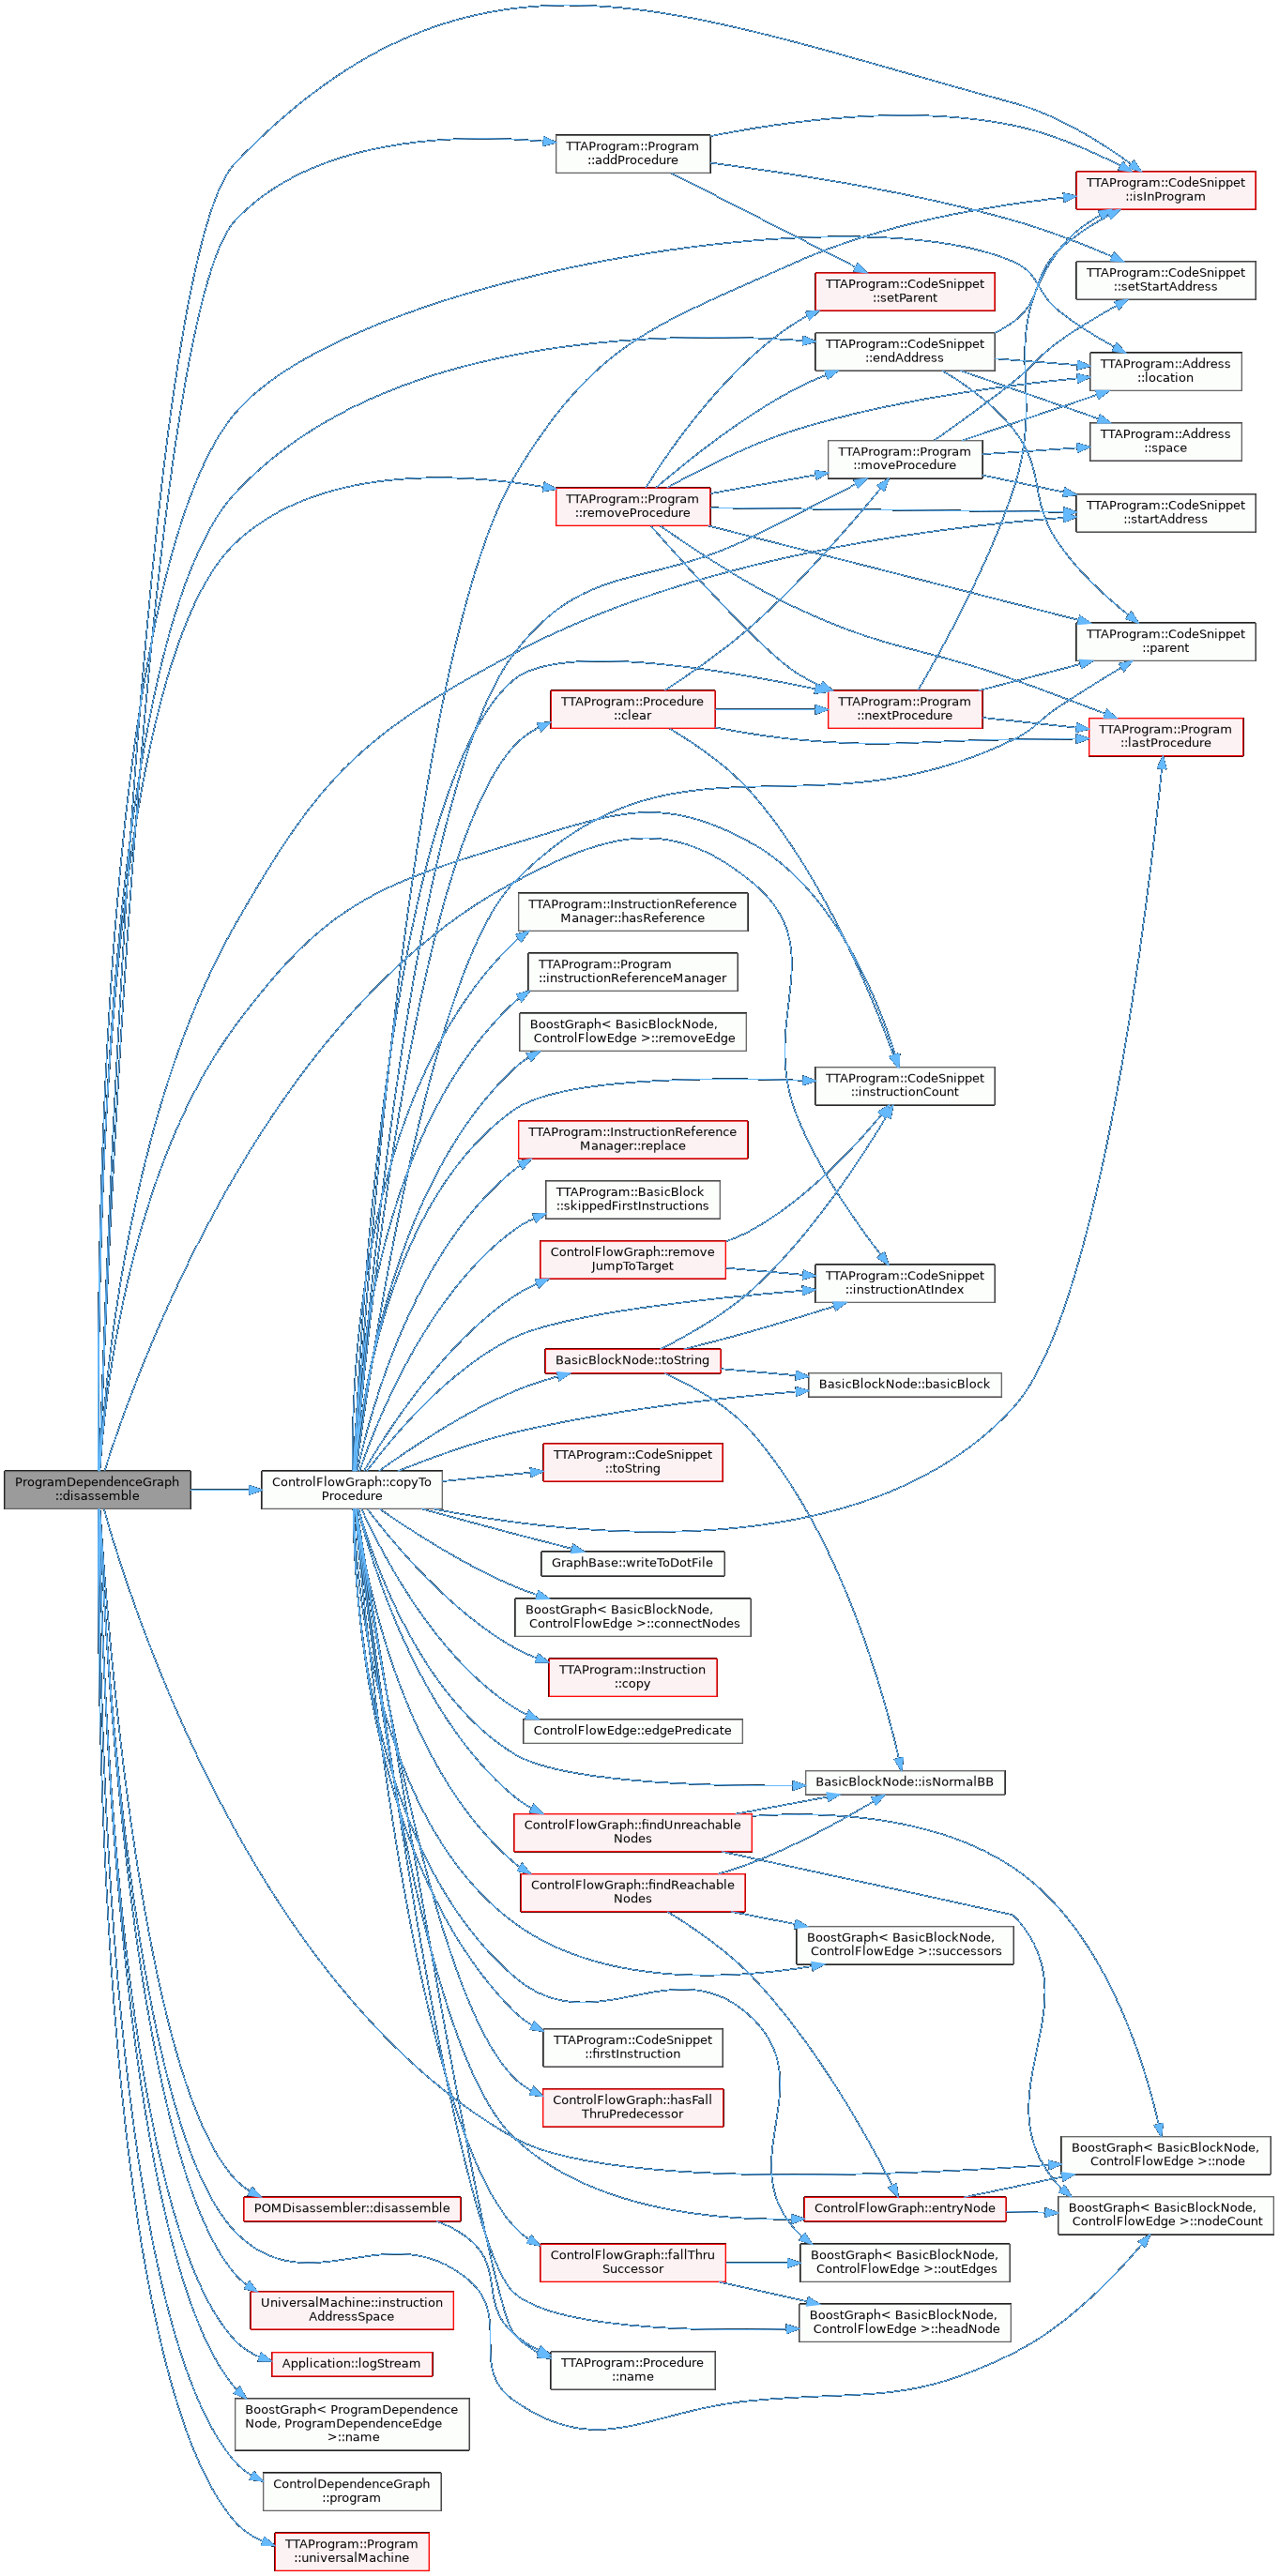 TTAProgram::Program
::addProcedure
TTAProgram::CodeSnippet
::isInProgram
TTAProgram::CodeSnippet
::setStartAddress
TTAProgram::CodeSnippet
::setParent
TTAProgram::CodeSnippet
::endAddress
TTAProgram::Address
::location
TTAProgram::Address
::space
TTAProgram::Program
::moveProcedure
TTAProgram::Program
::removeProcedure
TTAProgram::CodeSnippet
::startAddress
TTAProgram::CodeSnippet
::parent
TTAProgram::Procedure
::clear
TTAProgram::Program
::nextProcedure
TTAProgram::Program
::lastProcedure
TTAProgram::InstructionReference
Manager::hasReference
TTAProgram::Program
::instructionReferenceManager
BoostGraph< BasicBlockNode,
ControlFlowEdge >::removeEdge
TTAProgram::CodeSnippet
::instructionCount
TTAProgram::InstructionReference
Manager::replace
TTAProgram::BasicBlock
::skippedFirstInstructions
ControlFlowGraph::remove
JumpToTarget
TTAProgram::CodeSnippet
::instructionAtIndex
BasicBlockNode::toString
BasicBlockNode::basicBlock
TTAProgram::CodeSnippet
::toString
ProgramDependenceGraph
::disassemble
ControlFlowGraph::copyTo
Procedure
GraphBase::writeToDotFile
BoostGraph< BasicBlockNode,
ControlFlowEdge >::connectNodes
TTAProgram::Instruction
::copy
ControlFlowEdge::edgePredicate
BasicBlockNode::isNormalBB
ControlFlowGraph::findUnreachable
Nodes
ControlFlowGraph::findReachable
Nodes
BoostGraph< BasicBlockNode,
ControlFlowEdge >::successors
TTAProgram::CodeSnippet
::firstInstruction
ControlFlowGraph::hasFall
ThruPredecessor
BoostGraph< BasicBlockNode,
ControlFlowEdge >::node
POMDisassembler::disassemble
ControlFlowGraph::entryNode
BoostGraph< BasicBlockNode,
ControlFlowEdge >::nodeCount
ControlFlowGraph::fallThru
Successor
BoostGraph< BasicBlockNode,
ControlFlowEdge >::outEdges
UniversalMachine::instruction
AddressSpace
BoostGraph< BasicBlockNode,
ControlFlowEdge >::headNode
Application::logStream
TTAProgram::Procedure
::name
BoostGraph< ProgramDependence
Node, ProgramDependenceEdge
>::name
ControlDependenceGraph
::program
TTAProgram::Program
::universalMachine